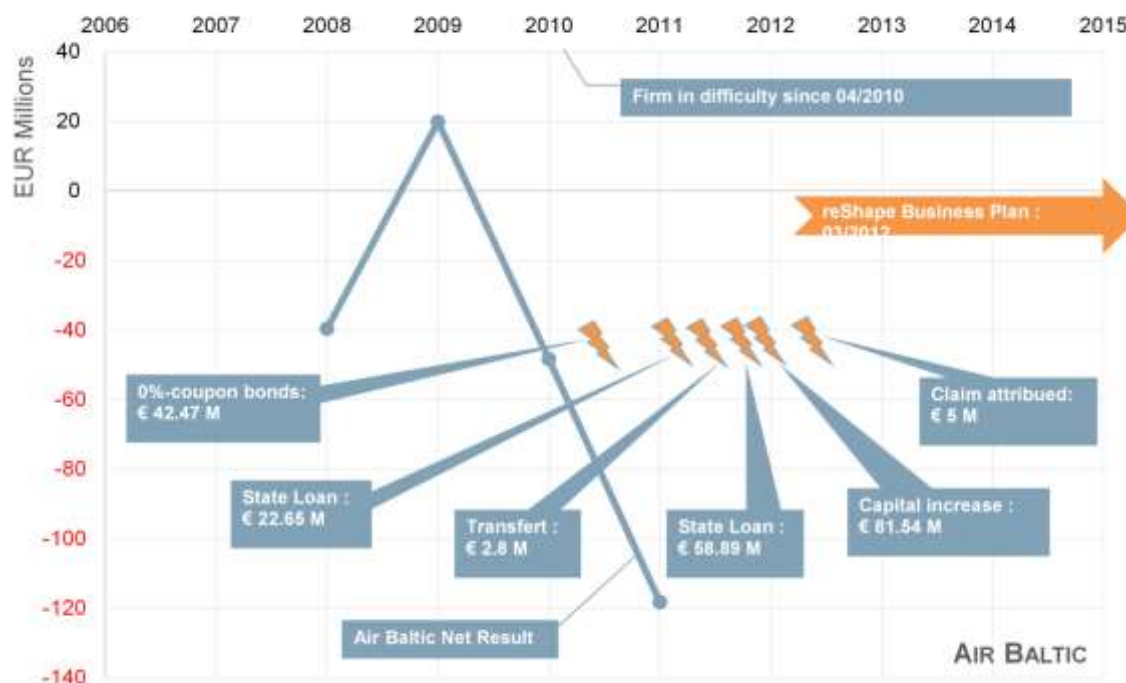 2006 2007 2008 2009 2010 2011 2012 2013 2014 2015
EUR Millions
40
20
0
-20
-40
-60
-80
-100
-120
-140
Firm in difficulty since 04/2010
reShape Business Plan :
03/2012
0%-coupon bonds:
€ 42.47 M
Claim attribued:
€ 5 M
State Loan :
€ 22.65 M
Transfert :
€ 2.8 M
State Loan :
€ 58.89 M
Capital increase :
€ 81.54 M
Air Baltic Net Result
AIR BALTIC